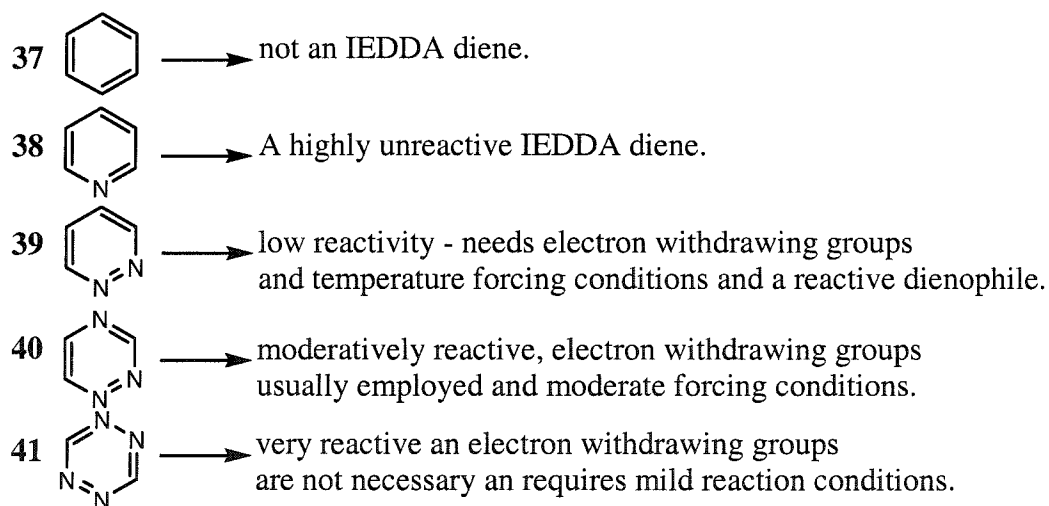 37 not an IEDDA diene.
38 A highly unreactive IEDDA diene.
N
39 low reactivity - needs electron withdrawing groups
and temperature forcing conditions and a reactive dienophile.
N
N
N
40 moderatively reactive, electron withdrawing groups
usually employed and moderate forcing conditions.
N
N
N
N
41 very reactive an electron withdrawing groups
are not necessary an requires mild reaction conditions.
N
N